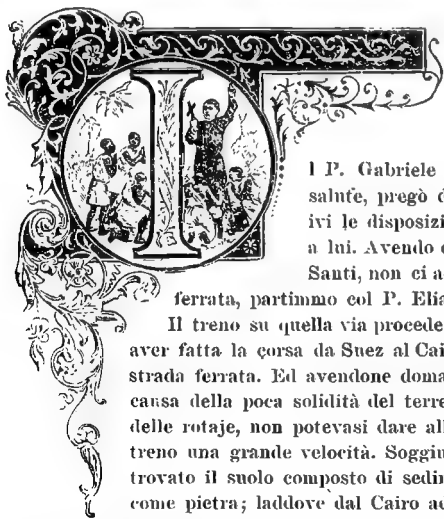 Il P. Gabriele
salute, pregò d
ivi le disposizi
a lui. Avendo
Santi, non ci a
ferrata, partimmo col P. Elia
Il treno su quella via procede
aver fatta la corsa da Suez al Cai
strada ferrata. Ed avendone doma
causa della poca solidità del terre
delle rotaje, non potevasi dare all
treno una grande velocità. Soggiu
trovato il suolo composto di sedin
come pietra; laddove dal Cairo ad